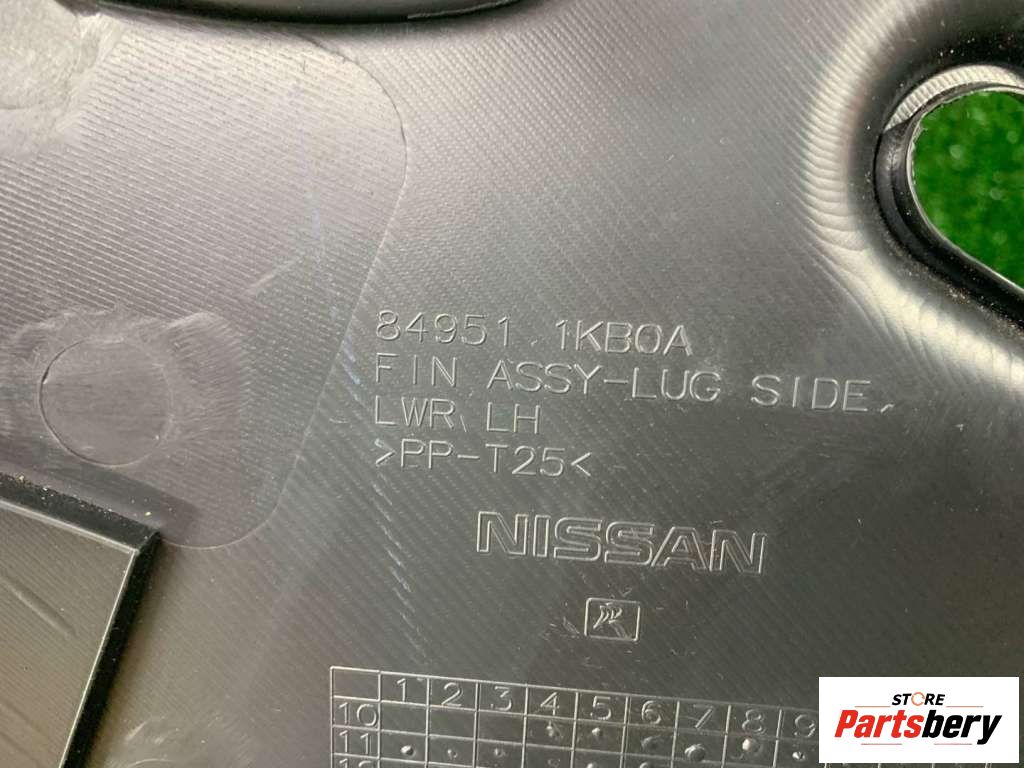 84951 1KB0A
FIN ASSY-LUG SIDE,
LWR LH
>PP-T25<
NISSAN
1 2 3 4 5 6 7 8 9
10
11
STORE
Partsbery